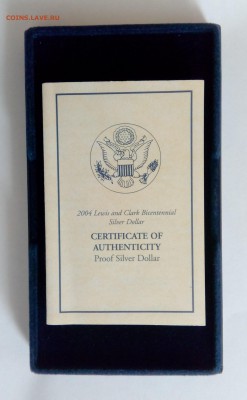 COINS.LAVE.RU
2004 Lewis and Clark Bicentennial
Silver Dollar
CERTIFICATE OF
AUTHENTICITY
Proof Silver Dollar